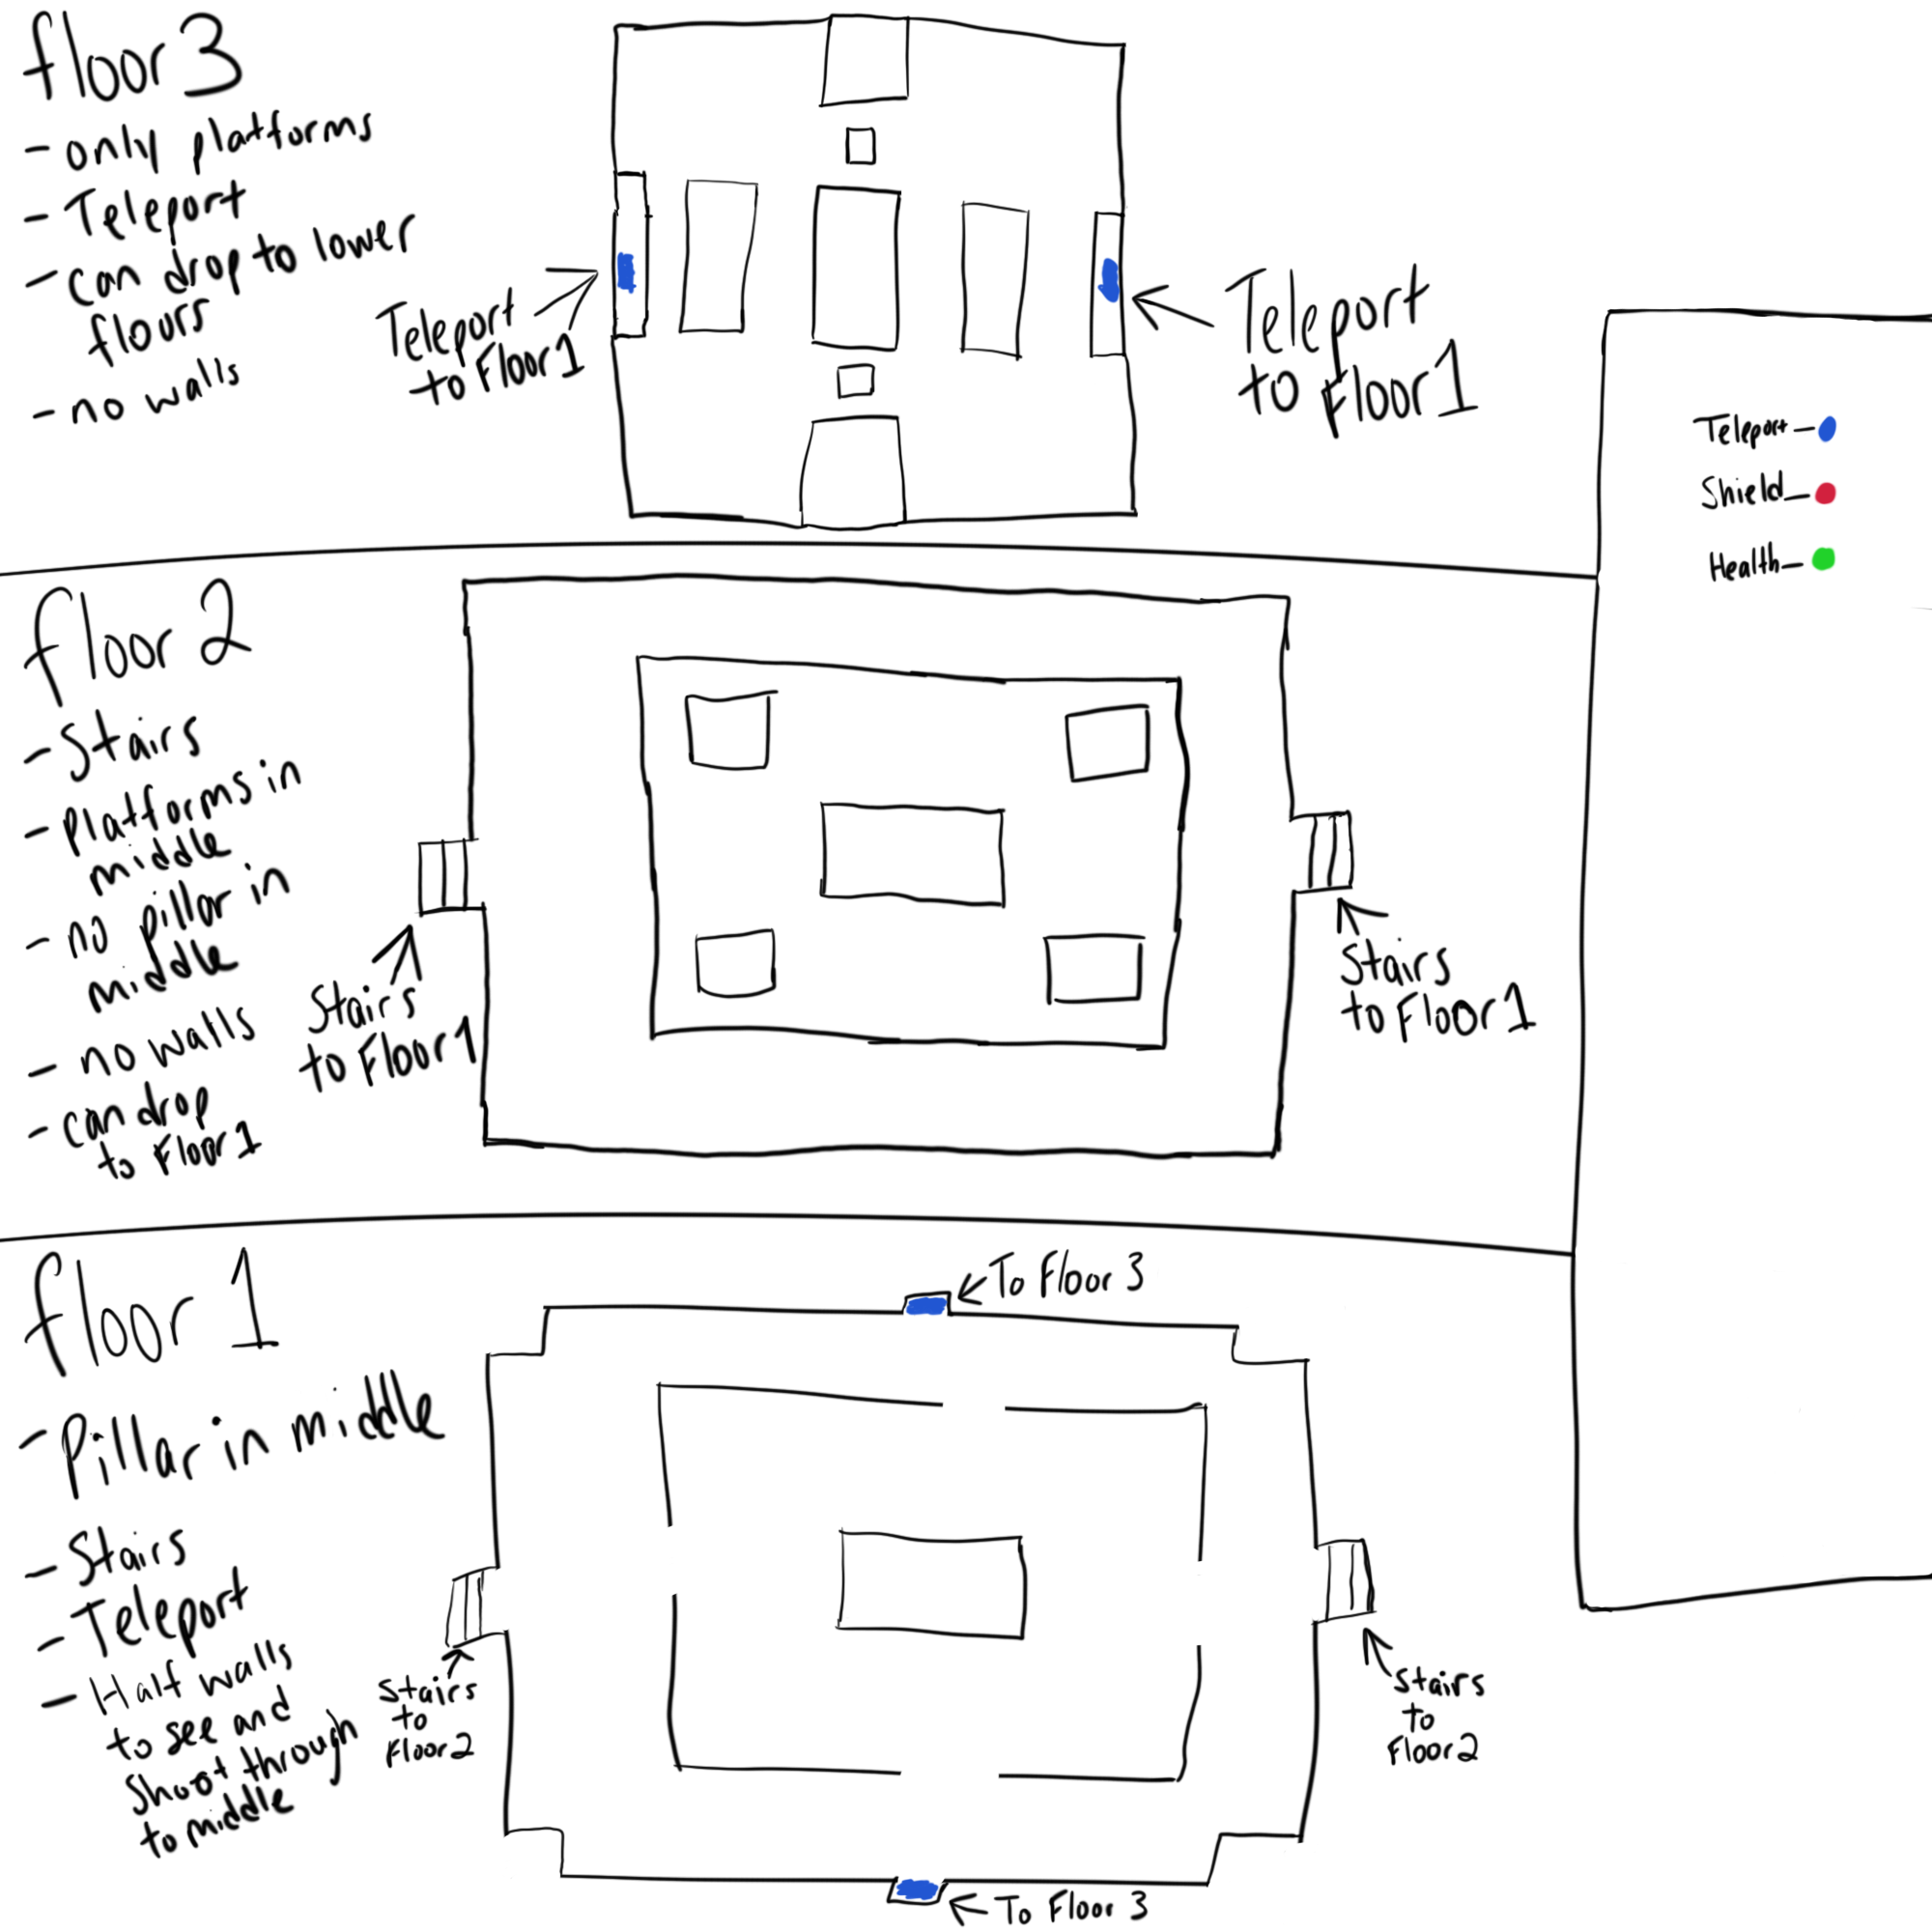 floor 3
- only platforms
- Teleport
- can drop to lower
flours
- no walls
Teleport
to Floor 1
Teleport
to Floor 1
Teleport -
Shield -
Health -
floor 2
- Stairs
- Platforms in
middle
- no pillar in
middle
- no walls
- can drop
to Floor 1
Stairs
to Floor 1
Stairs
to Floor 1
floor 1
- Pillar in middle
- Stairs
- Teleport
- Half walls
to see and
Shoot through
to middle
To Floor 3
Stairs
to
Floor 2
Stairs
to
Floor 2
To Floor 3